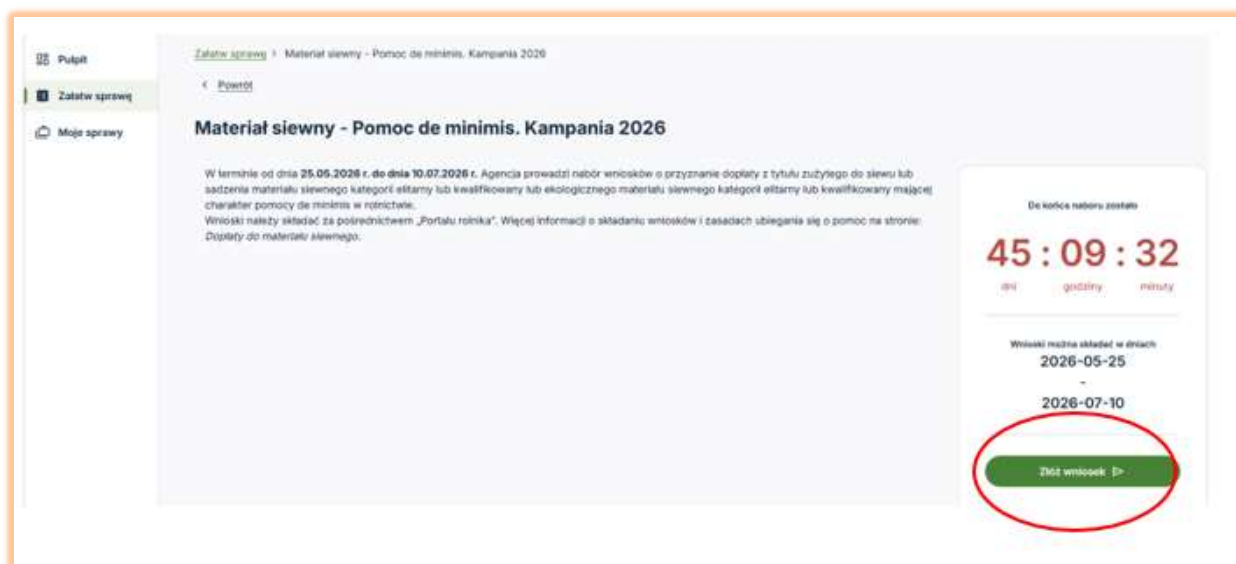 Pulpit
Załatw sprawę
Moje sprawy
Załatw sprawę > Materiał siewny - Pomoc de minimis. Kampania 2026
< Powrót
Materiał siewny - Pomoc de minimis. Kampania 2026
W terminie od dnia 25.05.2026 r. do dnia 10.07.2026 r. Agencja prowadzi nabór wniosków o przyznanie dopłaty z tytułu zużytego do siewu lub
sadzenia materiału siewnego kategorii elitarny lub kwalifikowany lub ekologicznego materiału siewnego kategorii elitarny lub kwalifikowany mającej
charakter pomocy de minimis w rolnictwie.
Wnioski należy składać za pośrednictwem „Portalu rolnika". Więcej informacji o składaniu wniosków i zasadach ubiegania się o pomoc na stronie:
Dopłaty do materiału siewnego.
Do końca naboru zostało
45 : 09 : 32
dni godziny minuty
Wnioski można składać w dniach
2026-05-25
-
2026-07-10
Złóż wniosek